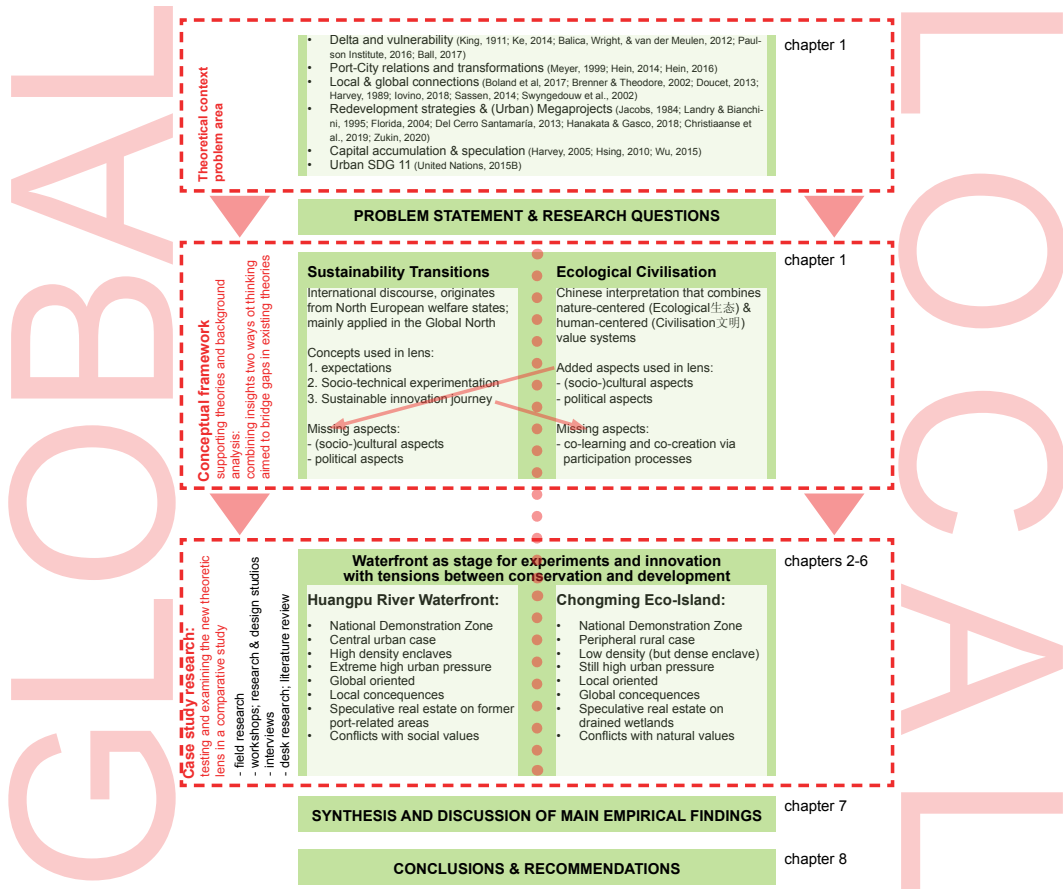 GLOBAL
LOCAL
Theoretical context
problem area
• Delta and vulnerability (King, 1911; Ke, 2014; Balica, Wright, & van der Meulen, 2012; Paul-
son Institute, 2016; Ball, 2017)
• Port-City relations and transformations (Meyer, 1999; Hein, 2014; Hein, 2016)
• Local & global connections (Boland et al, 2017; Brenner & Theodore, 2002; Doucet, 2013;
Harvey, 1989; Iovino, 2018; Sassen, 2014; Swyngedouw et al., 2002)
• Redevelopment strategies & (Urban) Megaprojects (Jacobs, 1984; Landry & Bianchi-
ni, 1995; Florida, 2004; Del Cerro Santamaría, 2013; Hanakata & Gasco, 2018; Christiaanse
et al., 2019; Zukin, 2020)
• Capital accumulation & speculation (Harvey, 2005; Hsing, 2010; Wu, 2015)
• Urban SDG 11 (United Nations, 2015B)
chapter 1
PROBLEM STATEMENT & RESEARCH QUESTIONS
Conceptual framework
supporting theories and background
analysis:
combining insights two ways ot thinking
aimed to bridge gaps in existing theories
Sustainability Transitions
International discourse, originates
from North European welfare states;
mainly applied in the Global North
Concepts used in lens:
1. expectations
2. Socio-technical experimentation
3. Sustainable innovation journey
Missing aspects:
- (socio-)cultural aspects
- political aspects
Ecological Civilisation
Chinese interpretation that combines
nature-centered (Ecological生态) &
human-centered (Civilisation文明)
value systems
Added aspects used in lens:
- (socio-)cultural aspects
- political aspects
Missing aspects:
- co-learning and co-creation via
participation processes
chapter 1
Case study research:
testing and examining the new theoretic
lens in a comparative study
- field research
- workshops; research & design studios
- interviews
- desk research; literature review
Waterfront as stage for experiments and innovation
with tensions between conservation and development
Huangpu River Waterfront:
• National Demonstration Zone
• Central urban case
• High density enclaves
• Extreme high urban pressure
• Global oriented
• Local concequences
• Speculative real estate on former
port-related areas
• Conflicts with social values
Chongming Eco-Island:
• National Demonstration Zone
• Peripheral rural case
• Low density (but dense enclave)
• Still high urban pressure
• Local oriented
• Global concequences
• Speculative real estate on
drained wetlands
• Conflicts with natural values
chapters 2-6
SYNTHESIS AND DISCUSSION OF MAIN EMPIRICAL FINDINGS
chapter 7
CONCLUSIONS & RECOMMENDATIONS
chapter 8